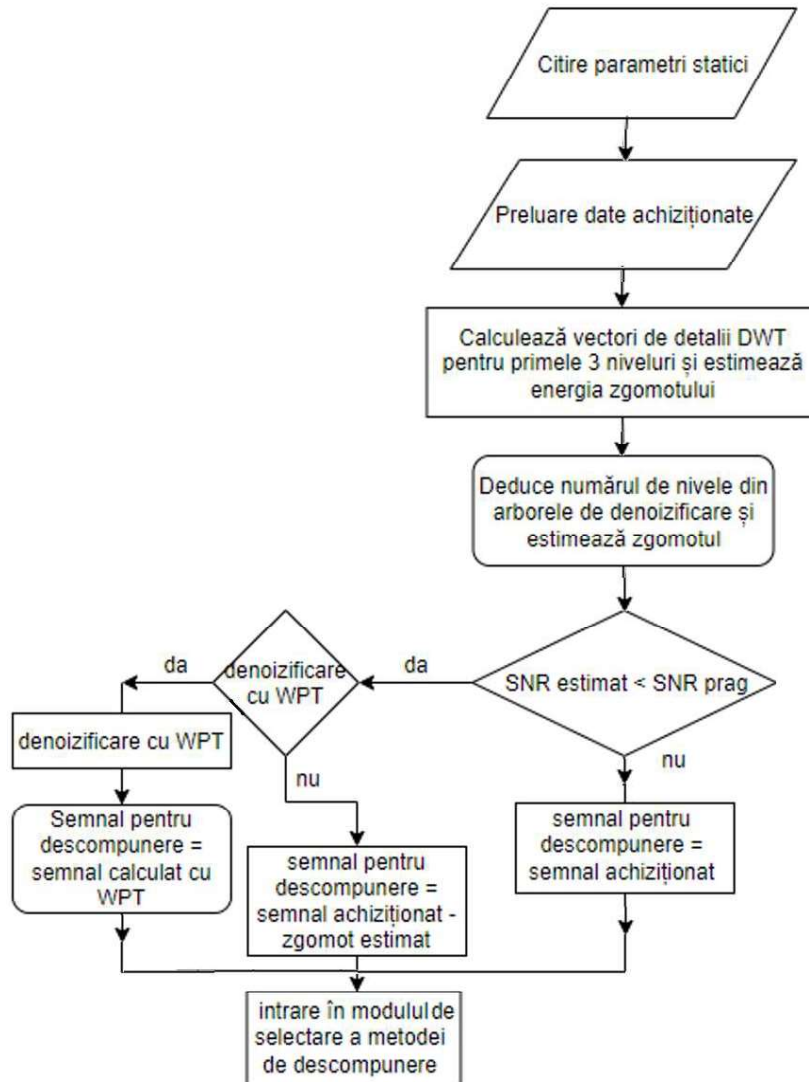 Citire parametri statici
Preluare date achiziționate
Calculează vectori de detalii DWT
pentru primele 3 niveluri și estimează
energia zgomotului
Deduce numărul de nivele din
arborele de denoizificare și
estimează zgomotul
SNR estimat < SNR prag
da
nu
denoizificare
cu WPT
da
nu
denoizificare cu WPT
Semnal pentru
descompunere =
semnal calculat cu
WPT
semnal pentru
descompunere =
semnal achiziționat -
zgomot estimat
semnal pentru
descompunere =
semnal achiziționat
intrare în modulul de
selectare a metodei
de descompunere